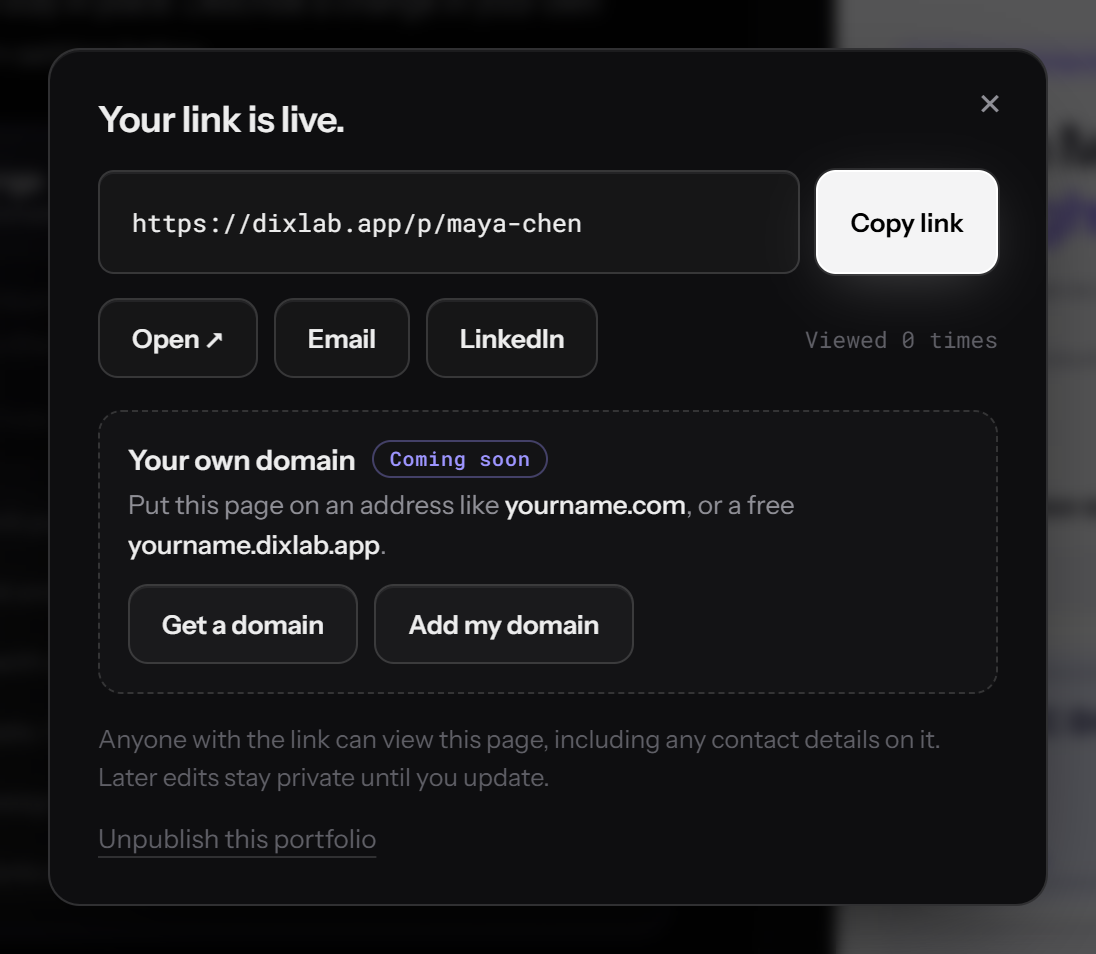 Your link is live.
https://dixlab.app/p/maya-chen
Copy link
Open ↗
Email
LinkedIn
Viewed 0 times
Your own domain
Coming soon
Put this page on an address like yourname.com, or a free
yourname.dixlab.app.
Get a domain
Add my domain
Anyone with the link can view this page, including any contact details on it.
Later edits stay private until you update.
Unpublish this portfolio